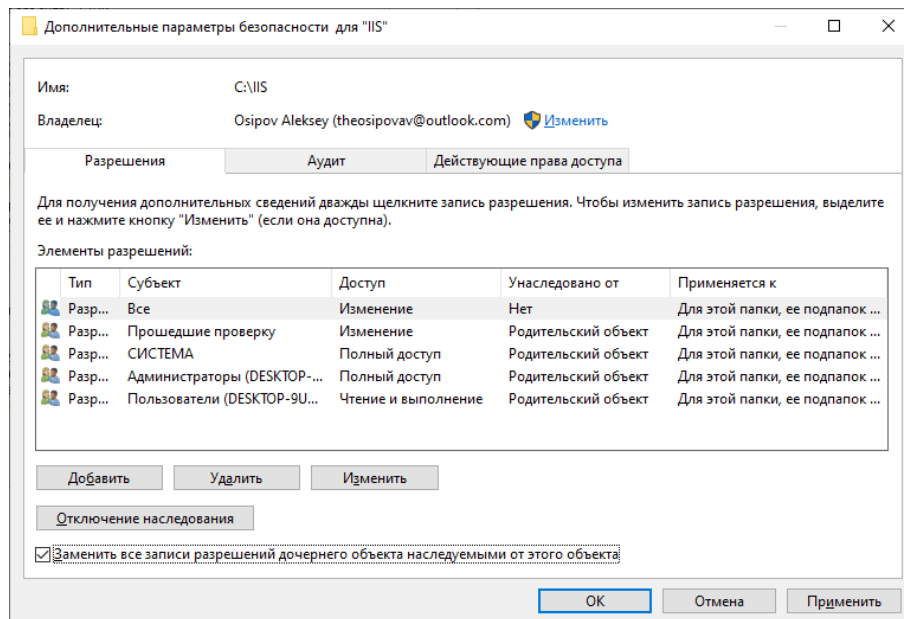 Дополнительные параметры безопасности для "IIS"
Имя: C:\IIS
Владелец: Osipov Aleksey (theosipovav@outlook.com) Изменить
Разрешения Аудит Действующие права доступа
Для получения дополнительных сведений дважды щелкните запись разрешения. Чтобы изменить запись разрешения, выделите
ее и нажмите кнопку "Изменить" (если она доступна).
Элементы разрешений:
Тип Субъект Доступ Унаследовано от Применяется к
Разр... Все Изменение Нет Для этой папки, ее подпапок ...
Разр... Прошедшие проверку Изменение Родительский объект Для этой папки, ее подпапок ...
Разр... СИСТЕМА Полный доступ Родительский объект Для этой папки, ее подпапок ...
Разр... Администраторы (DESKTOP-... Полный доступ Родительский объект Для этой папки, ее подпапок ...
Разр... Пользователи (DESKTOP-9U... Чтение и выполнение Родительский объект Для этой папки, ее подпапок ...
Добавить Удалить Изменить
Отключение наследования
Заменить все записи разрешений дочернего объекта наследуемыми от этого объекта
ОК Отмена Применить